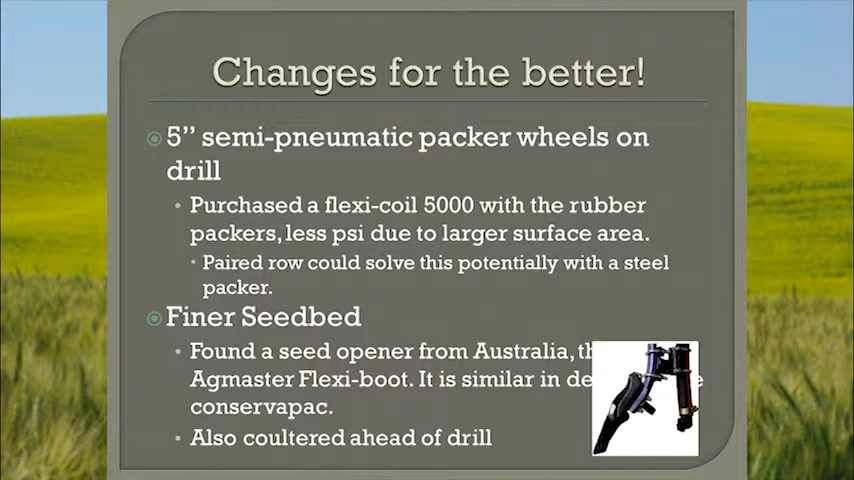 Changes for the better!
5” semi-pneumatic packer wheels on
drill
Purchased a flexi-coil 5000 with the rubber
packers, less psi due to larger surface area.
Paired row could solve this potentially with a steel
packer.
Finer Seedbed
Found a seed opener from Australia,
Agmaster Flexi-boot. It is similar in
conservapac.
Also coultered ahead of drill